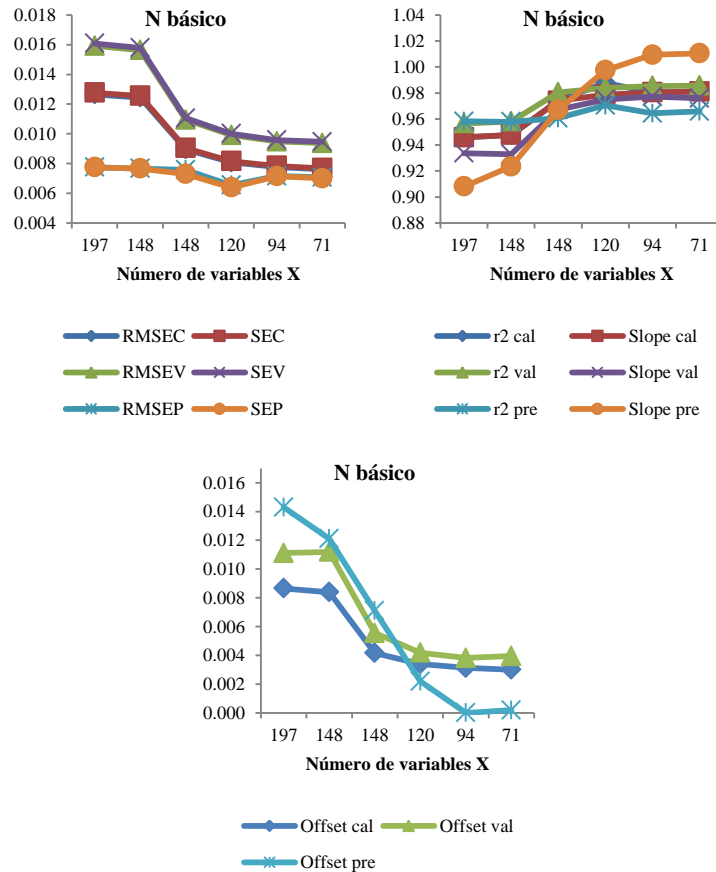 N básico
0.018
0.016
0.014
0.012
0.010
0.008
0.006
0.004
197 148 148 120 94 71
Número de variables X
RMSEC SEC
RMSEV SEV
RMSEP SEP
N básico
1.04
1.02
1.00
0.98
0.96
0.94
0.92
0.90
0.88
197 148 148 120 94 71
Número de variables X
r2 cal Slope cal
r2 val Slope val
r2 pre Slope pre
N básico
0.016
0.014
0.012
0.010
0.008
0.006
0.004
0.002
0.000
197 148 148 120 94 71
Número de variables X
Offset cal Offset val
Offset pre